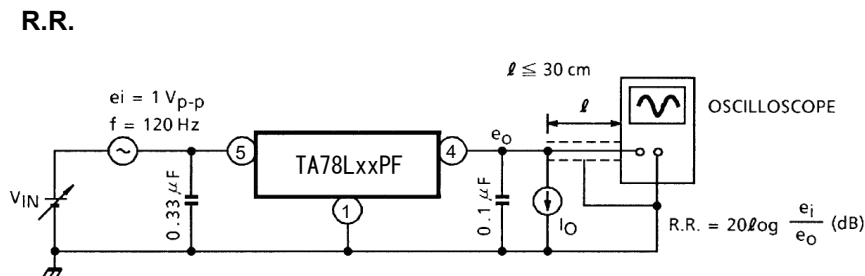 R.R.
ℓ ≦ 30 cm
ei = 1 Vp-p
f = 120 Hz
ℓ
OSCILLOSCOPE
5
TA78LxxPF
4
eo
VIN
0.33 μF
1
0.1 μF
IO
R.R. = 20ℓog ei/eo (dB)